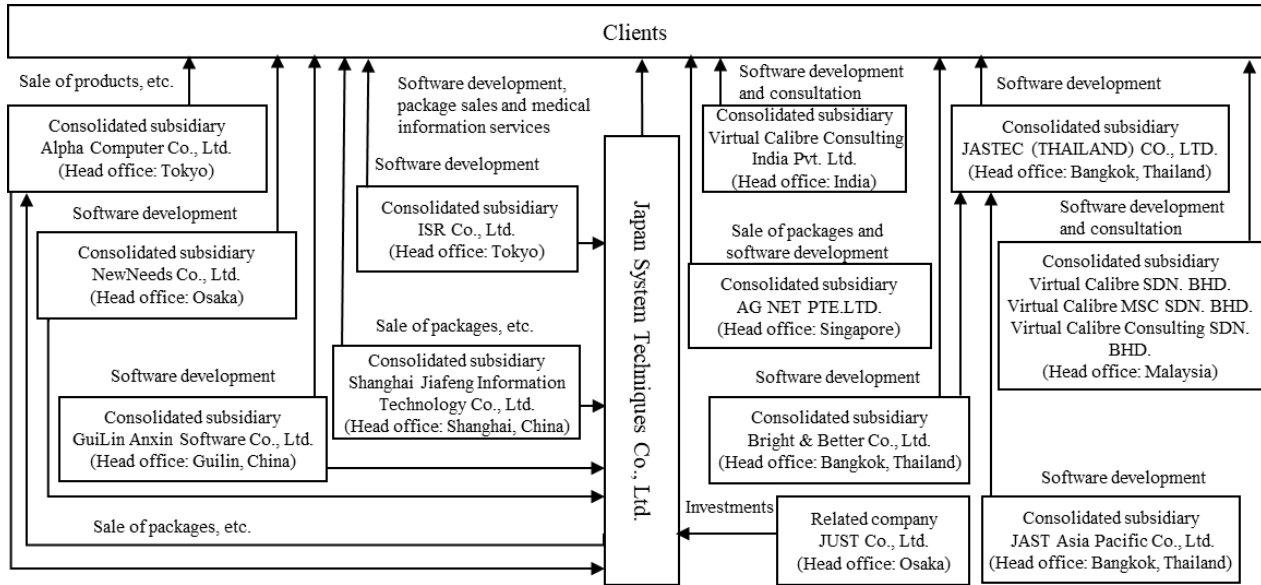 Clients
Sale of products, etc.
Consolidated subsidiary
Alpha Computer Co., Ltd.
(Head office: Tokyo)
Software development
Consolidated subsidiary
NewNeeds Co., Ltd.
(Head office: Osaka)
Software development
Consolidated subsidiary
GuiLin Anxin Software Co., Ltd.
(Head office: Guilin, China)
Sale of packages, etc.
Software development,
package sales and medical
information services
Software development
Consolidated subsidiary
ISR Co., Ltd.
(Head office: Tokyo)
Sale of packages, etc.
Consolidated subsidiary
Shanghai Jiafeng Information
Technology Co., Ltd.
(Head office: Shanghai, China)
Japan System Techniques Co., Ltd.
Software development
and consultation
Consolidated subsidiary
Virtual Calibre Consulting
India Pvt. Ltd.
(Head office: India)
Sale of packages and
software development
Consolidated subsidiary
AG NET PTE.LTD.
(Head office: Singapore)
Software development
Consolidated subsidiary
Bright & Better Co., Ltd.
(Head office: Bangkok, Thailand)
Investments
Related company
JUST Co., Ltd.
(Head office: Osaka)
Software development
Consolidated subsidiary
JASTEC (THAILAND) CO., LTD.
(Head office: Bangkok, Thailand)
Software development
and consultation
Consolidated subsidiary
Virtual Calibre SDN. BHD.
Virtual Calibre MSC SDN. BHD.
Virtual Calibre Consulting SDN.
BHD.
(Head office: Malaysia)
Software development
Consolidated subsidiary
JAST Asia Pacific Co., Ltd.
(Head office: Bangkok, Thailand)